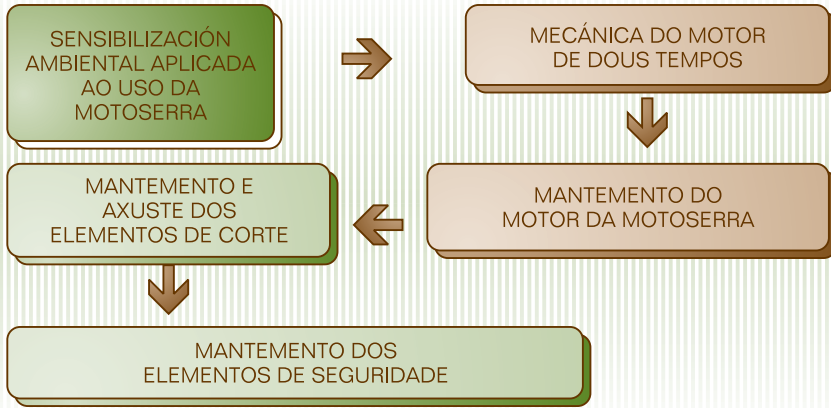 SENSIBILIZACIÓN
AMBIENTAL APLICADA
AO USO DA
MOTOSERRA
MECÁNICA DO MOTOR
DE DOUS TEMPOS
MANTEMENTO DO
MOTOR DA MOTOSERRA
MANTEMENTO E
AXUSTE DOS
ELEMENTOS DE CORTE
MANTEMENTO DOS
ELEMENTOS DE SEGURIDADE